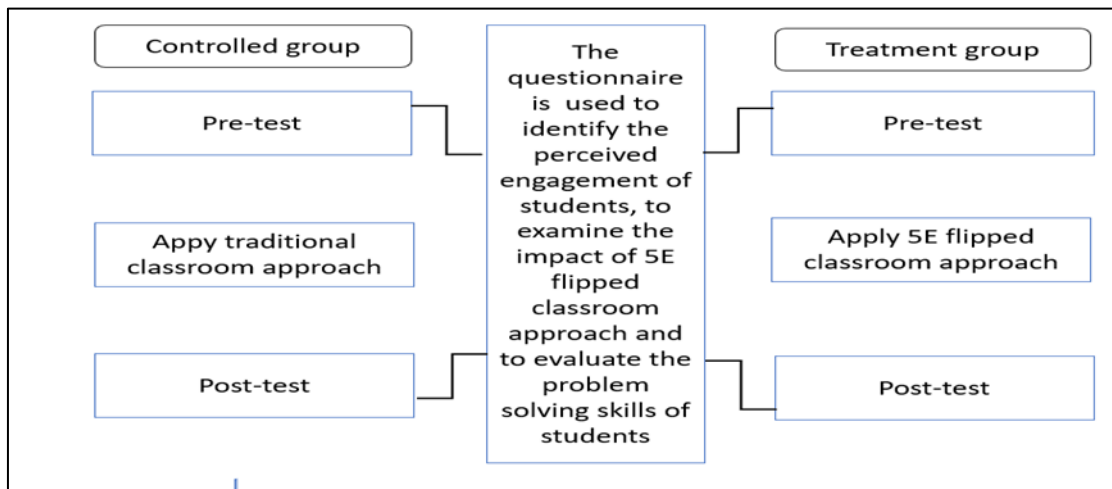 Controlled group
Pre-test
Appy traditional
classroom approach
Post-test
The
questionnaire
is used to
identify the
perceived
engagement of
students, to
examine the
impact of 5E
flipped
classroom
approach and
to evaluate the
problem
solving skills of
students
Treatment group
Pre-test
Apply 5E flipped
classroom approach
Post-test